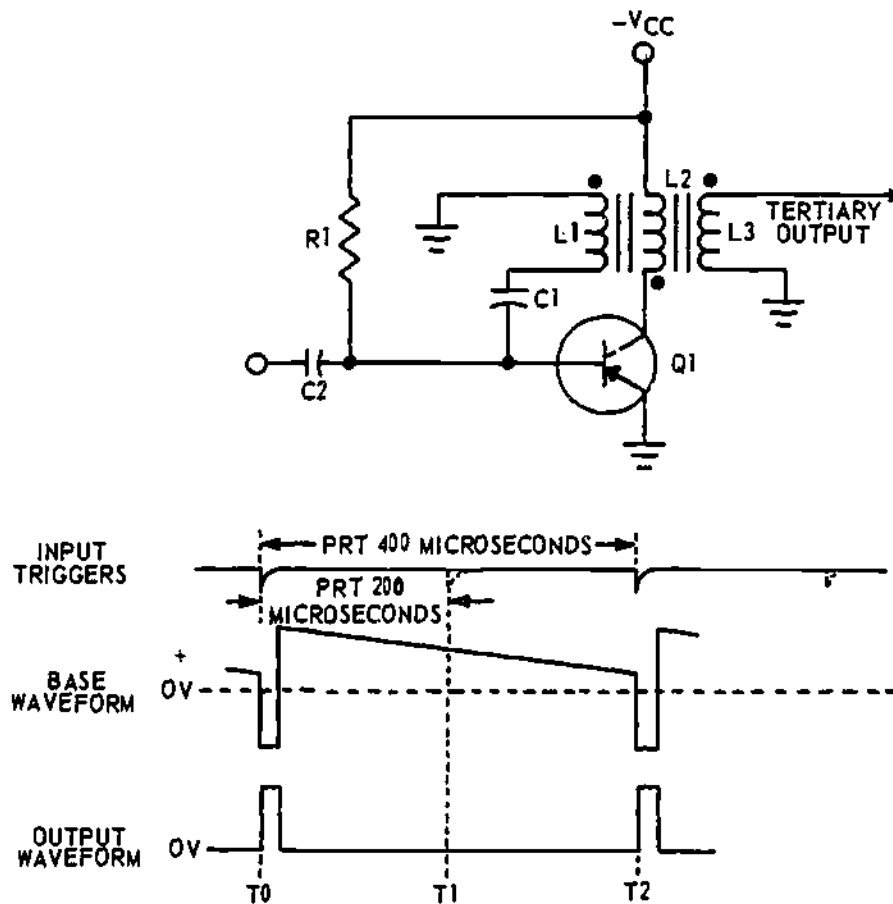 -VCC
R1
L1
L2
L3
TERTIARY
OUTPUT
C1
C2
Q1
INPUT
TRIGGERS
PRT 400 MICROSECONDS
PRT 200
MICROSECONDS
+
BASE
WAVEFORM
0V
OUTPUT
WAVEFORM
0V
T0
T1
T2